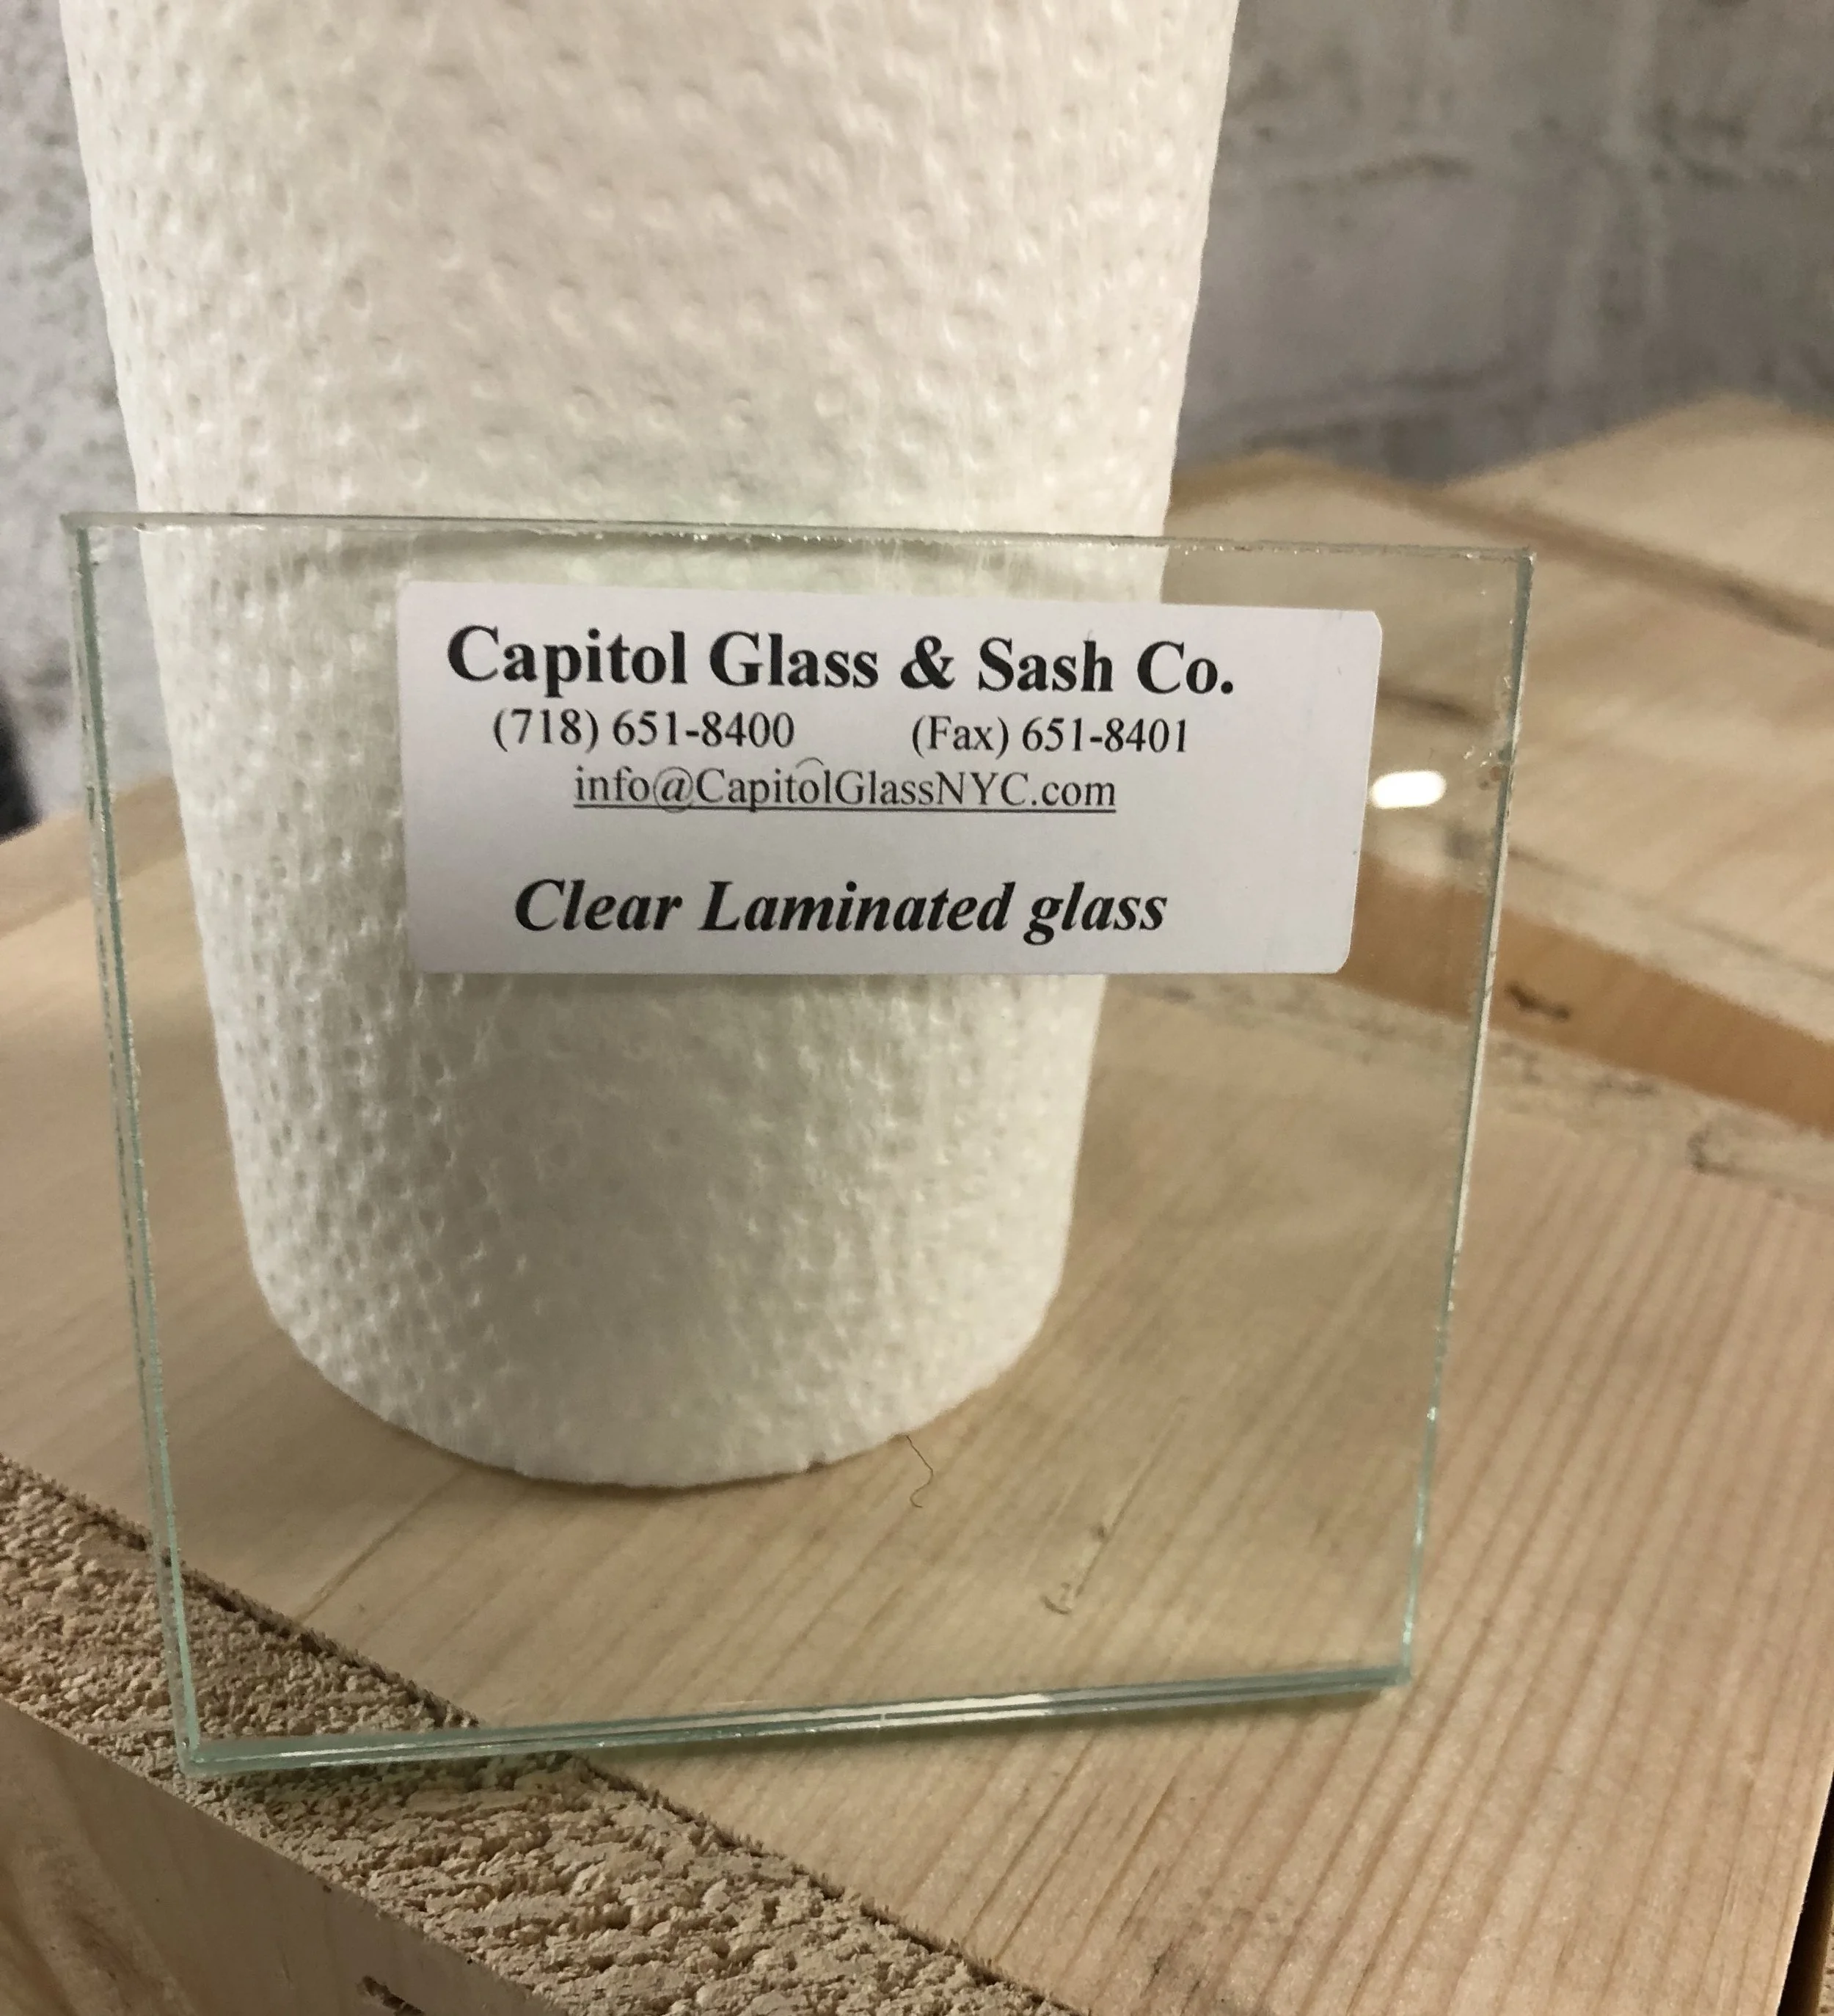 Capitol Glass & Sash Co.
(718) 651-8400 (Fax) 651-8401
info@CapitolGlassNYC.com
Clear Laminated glass